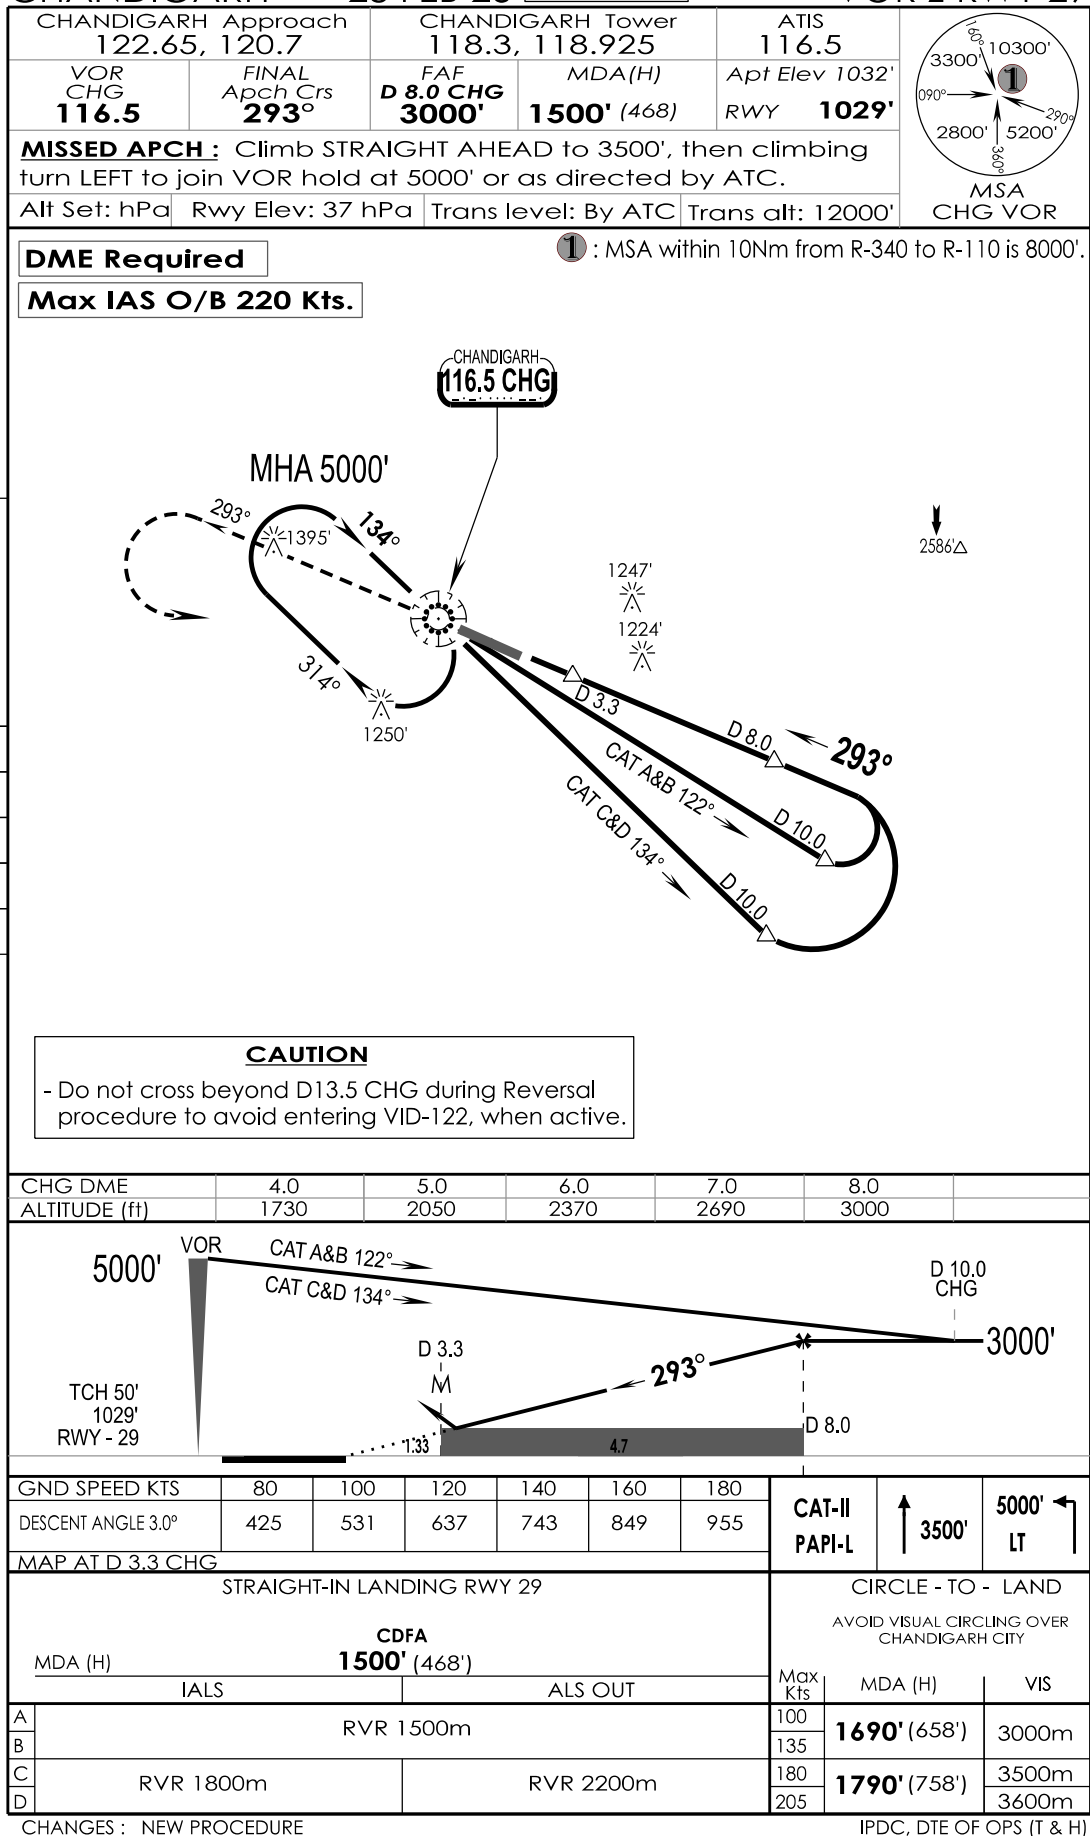 CHANDIGARH Approach
122.65, 120.7
CHANDIGARH Tower
118.3, 118.925
ATIS
116.5
VOR
CHG
116.5
FINAL
Apch Crs
293°
FAF
D 8.0 CHG
3000'
MDA(H)
1500' (468)
Apt Elev 1032'
RWY 1029'
160°
10300'
3300'
1
090°
290°
2800'
5200'
360°
MSA
CHG VOR
MISSED APCH : Climb STRAIGHT AHEAD to 3500', then climbing
turn LEFT to join VOR hold at 5000' or as directed by ATC.
Alt Set: hPa Rwy Elev: 37 hPa Trans level: By ATC Trans alt: 12000'
DME Required
1 : MSA within 10Nm from R-340 to R-110 is 8000'.
Max IAS O/B 220 Kts.
CHANDIGARH
116.5 CHG
MHA 5000'
293°
1395'
134°
2586'
1247'
1224'
314°
1250'
D 3.3
D 8.0
293°
CAT A&B 122°
D 10.0
CAT C&D 134°
D 10.0
CAUTION
- Do not cross beyond D13.5 CHG during Reversal
procedure to avoid entering VID-122, when active.
CHG DME 4.0 5.0 6.0 7.0 8.0
ALTITUDE (ft) 1730 2050 2370 2690 3000
VOR
5000'
CAT A&B 122°
CAT C&D 134°
D 10.0
CHG
3000'
D 3.3
M
293°
TCH 50'
1029'
RWY - 29
1.33
4.7
D 8.0
GND SPEED KTS 80 100 120 140 160 180
DESCENT ANGLE 3.0° 425 531 637 743 849 955
MAP AT D 3.3 CHG
CAT-II
PAPI-L
3500'
5000'
LT
STRAIGHT-IN LANDING RWY 29
CDFA
MDA (H) 1500' (468')
IALS ALS OUT
A
B
RVR 1500m
C
D
RVR 1800m RVR 2200m
CIRCLE - TO - LAND
AVOID VISUAL CIRCLING OVER
CHANDIGARH CITY
Max
Kts
MDA (H) VIS
100
135
1690' (658') 3000m
180
205
1790' (758')
3500m
3600m
CHANGES : NEW PROCEDURE
IPDC, DTE OF OPS (T & H)